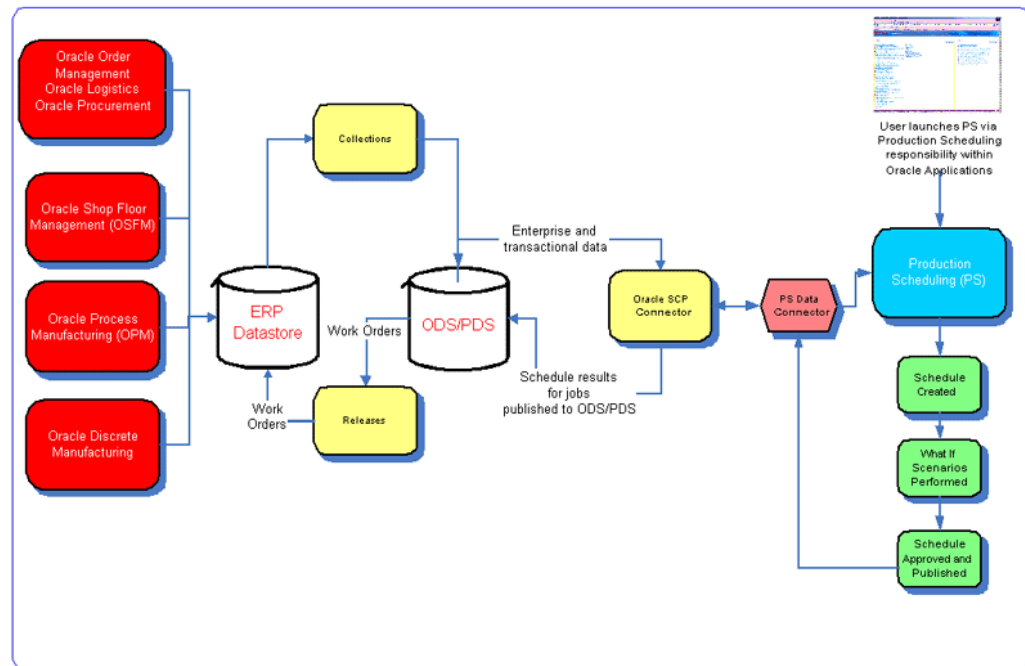 Oracle Order
Management
Oracle Logistics
Oracle Procurement
Oracle Shop Floor
Management (OSFM)
Oracle Process
Manufacturing (OPM)
Oracle Discrete
Manufacturing
ERP
Datastore
Collections
Work Orders
Work
Orders
Releases
ODS/PDS
Enterprise and
transactional data
Schedule results
for jobs
published to ODS/PDS
Oracle SCP
Connector
PS Data
Connector
User launches PS via
Production Scheduling
responsibility within
Oracle Applications
Production
Scheduling (PS)
Schedule
Created
What If
Scenarios
Performed
Schedule
Approved and
Published